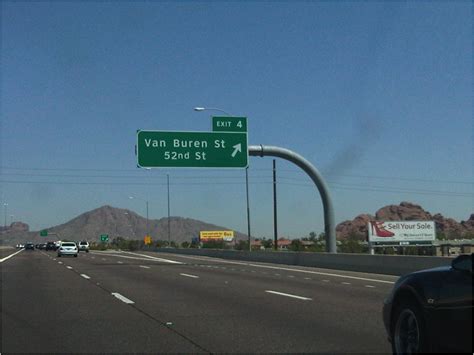 EXIT 4
Van Buren St
52nd St
Sell Your Sole.